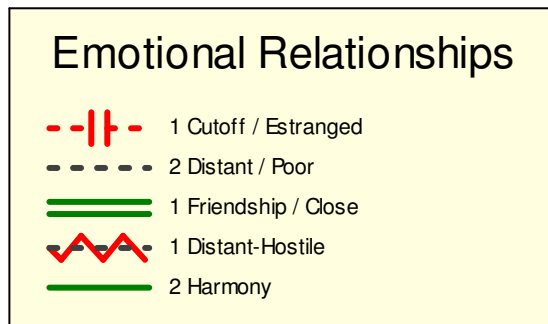 Emotional Relationships
1 Cutoff / Estranged
2 Distant / Poor
1 Friendship / Close
1 Distant-Hostile
2 Harmony